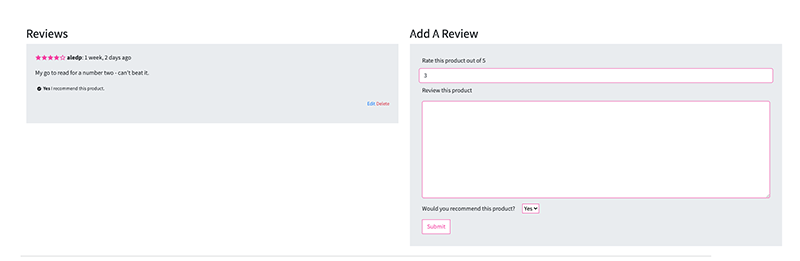 Reviews
aledp: 1 week, 2 days ago
My go to read for a number two - can't beat it.
Yes I recommend this product.
Edit Delete
Add A Review
Rate this product out of 5
3
Review this product
Would you recommend this product? Yes
Submit